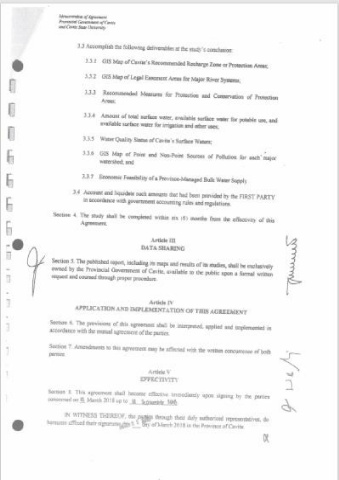 Memorandum of Agreement
Provincial Government of Cavite
and Cavite State University
3.3 Accomplish the following deliverables at the study's conclusion:
3.3.1 GIS Map of Cavite's Recommended Recharge Zone or Protection Areas;
3.3.2 GIS Map of Legal Easement Areas for Major River Systems;
3.3.3 Recommended Measures for Protection and Conservation of Protection
Areas;
3.3.4 Amount of total surface water, available surface water for potable use, and
available surface water for irrigation and other uses;
3.3.5 Water Quality Status of Cavite's Surface Waters;
3.3.6 GIS Map of Point and Non-Point Sources of Pollution for each major
watershed; and
3.3.7 Economic Feasibility of a Province-Managed Bulk Water Supply
3.4 Account and liquidate such amounts that had been provided by the FIRST PARTY
in accordance with government accounting rules and regulations.
Section 4. The study shall be completed within six (6) months from the effectivity of this
Agreement.
Article III
DATA SHARING
Section 5. The published report, including its maps and results of its studies, shall be exclusively
owned by the Provincial Government of Cavite, available to the public upon a formal written
request and coursed through proper procedure.
Article IV
APPLICATION AND IMPLEMENTATION OF THIS AGREEMENT
Section 6. The provisions of this agreement shall be interpreted, applied and implemented in
accordance with the mutual agreement of the parties.
Section 7. Amendments to this agreement may be effected with the written concurrence of both
parties.
Article V
EFFECTIVITY
Section 8. This agreement shall become effective immediately upon signing by the parties
concerned on March 2018 up to
IN WITNESS THEREOF, the parties through their duly authorized representatives, do
hereunto affixed their signature this day of March 2018 in the Province of Cavite.